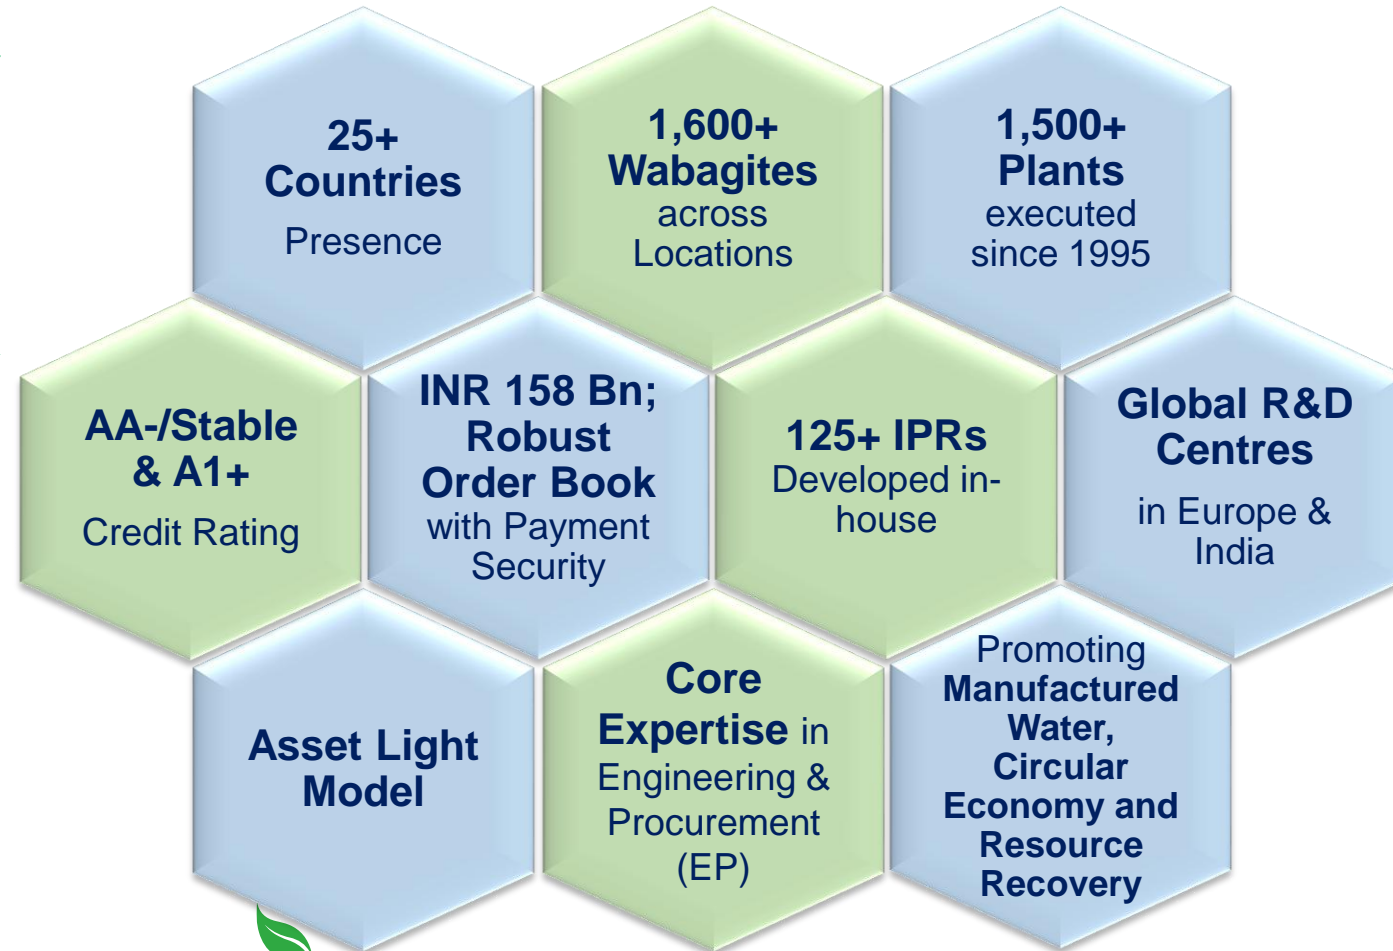 25+
Countries
Presence
1,600+
Wabagites
across
Locations
1,500+
Plants
executed
since 1995
AA-/Stable
& A1+
Credit Rating
INR 158 Bn;
Robust
Order Book
with Payment
Security
125+ IPRs
Developed in-
house
Global R&D
Centres
in Europe &
India
Asset Light
Model
Core
Expertise in
Engineering &
Procurement
(EP)
Promoting
Manufactured
Water,
Circular
Economy and
Resource
Recovery